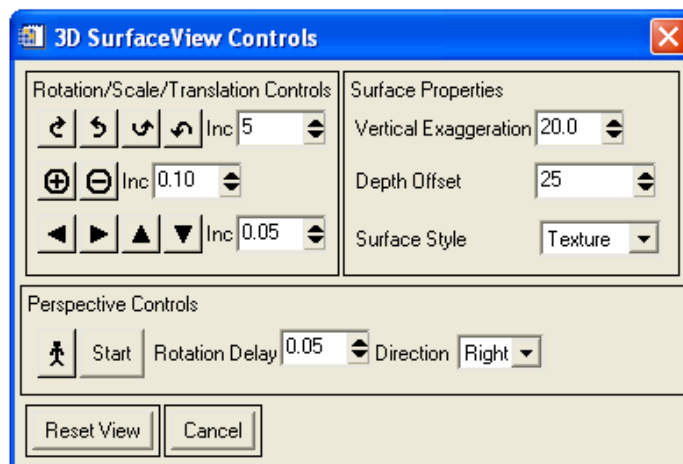 3D SurfaceView Controls
Rotation/Scale/Translation Controls
Inc 5
Inc 0.10
Inc 0.05
Surface Properties
Vertical Exaggeration 20.0
Depth Offset 25
Surface Style Texture
Perspective Controls
Start Rotation Delay 0.05 Direction Right
Reset View Cancel